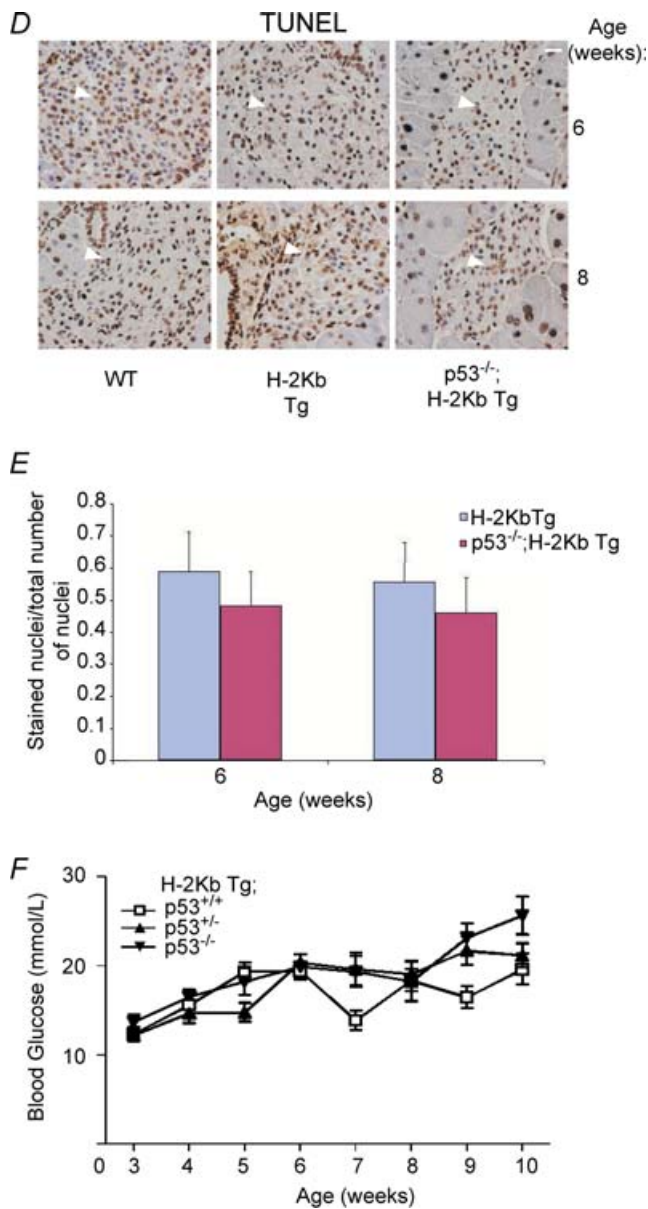 D
TUNEL
Age
(weeks):
6
8
WT
H-2Kb
Tg
p53-/-;
H-2Kb Tg
E
Stained nuclei/total number
of nuclei
0.8
0.7
0.6
0.5
0.4
0.3
0.2
0.1
0
H-2KbTg
p53-/-;H-2Kb Tg
6
8
Age (weeks)
F
H-2Kb Tg;
p53+/+
p53+/-
p53-/-
Blood Glucose (mmol/L)
30
20
10
0 3 4 5 6 7 8 9 10
Age (weeks)